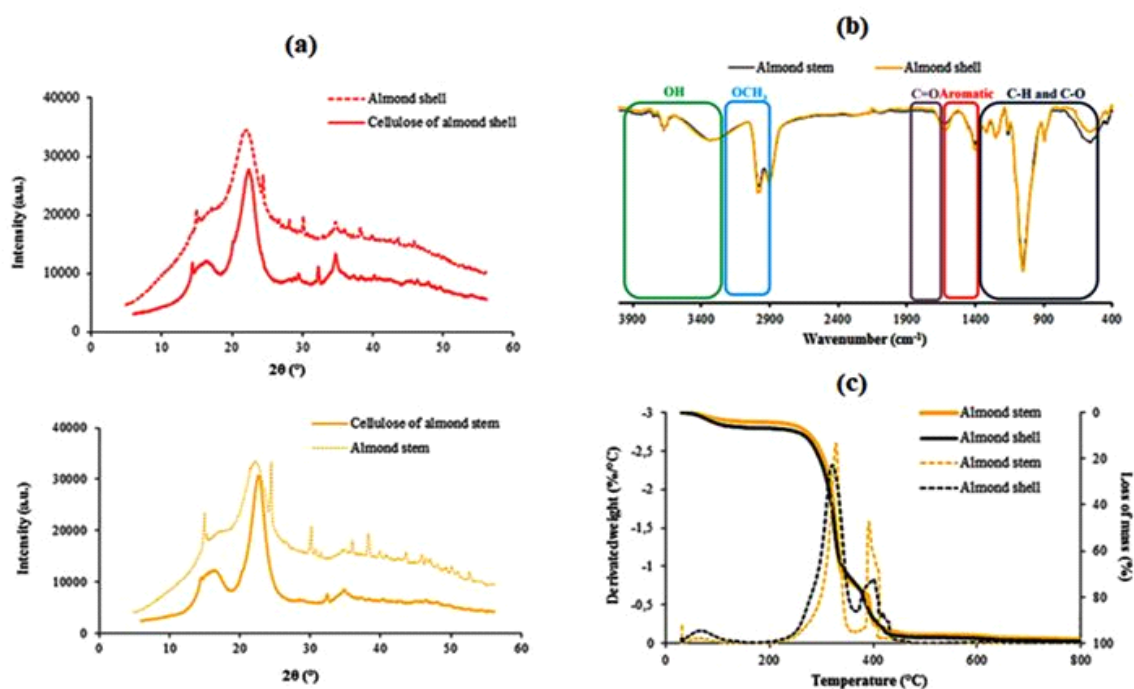 (a)
Almond shell
Cellulose of almond shell
Intensity (a.u.)
40000
30000
20000
10000
0
0 10 20 30 40 50 60
2θ (°)
Cellulose of almond stem
Almond stem
Intensity (a.u.)
40000
30000
20000
10000
0
0 10 20 30 40 50 60
2θ (°)
(b)
Almond stem Almond shell
OH OCH3 C=O Aromatic C-H and C-O
3900 3400 2900 2400 1900 1400 900 400
Wavenumber (cm-1)
(c)
Almond stem
Almond shell
Almond stem
Almond shell
Derivated weight (%/°C)
-3
-2,5
-2
-1,5
-1
-0,5
0
0 200 400 600 800
Temperature (°C)
0
20
40
60
80
100
Loss of mass (%)